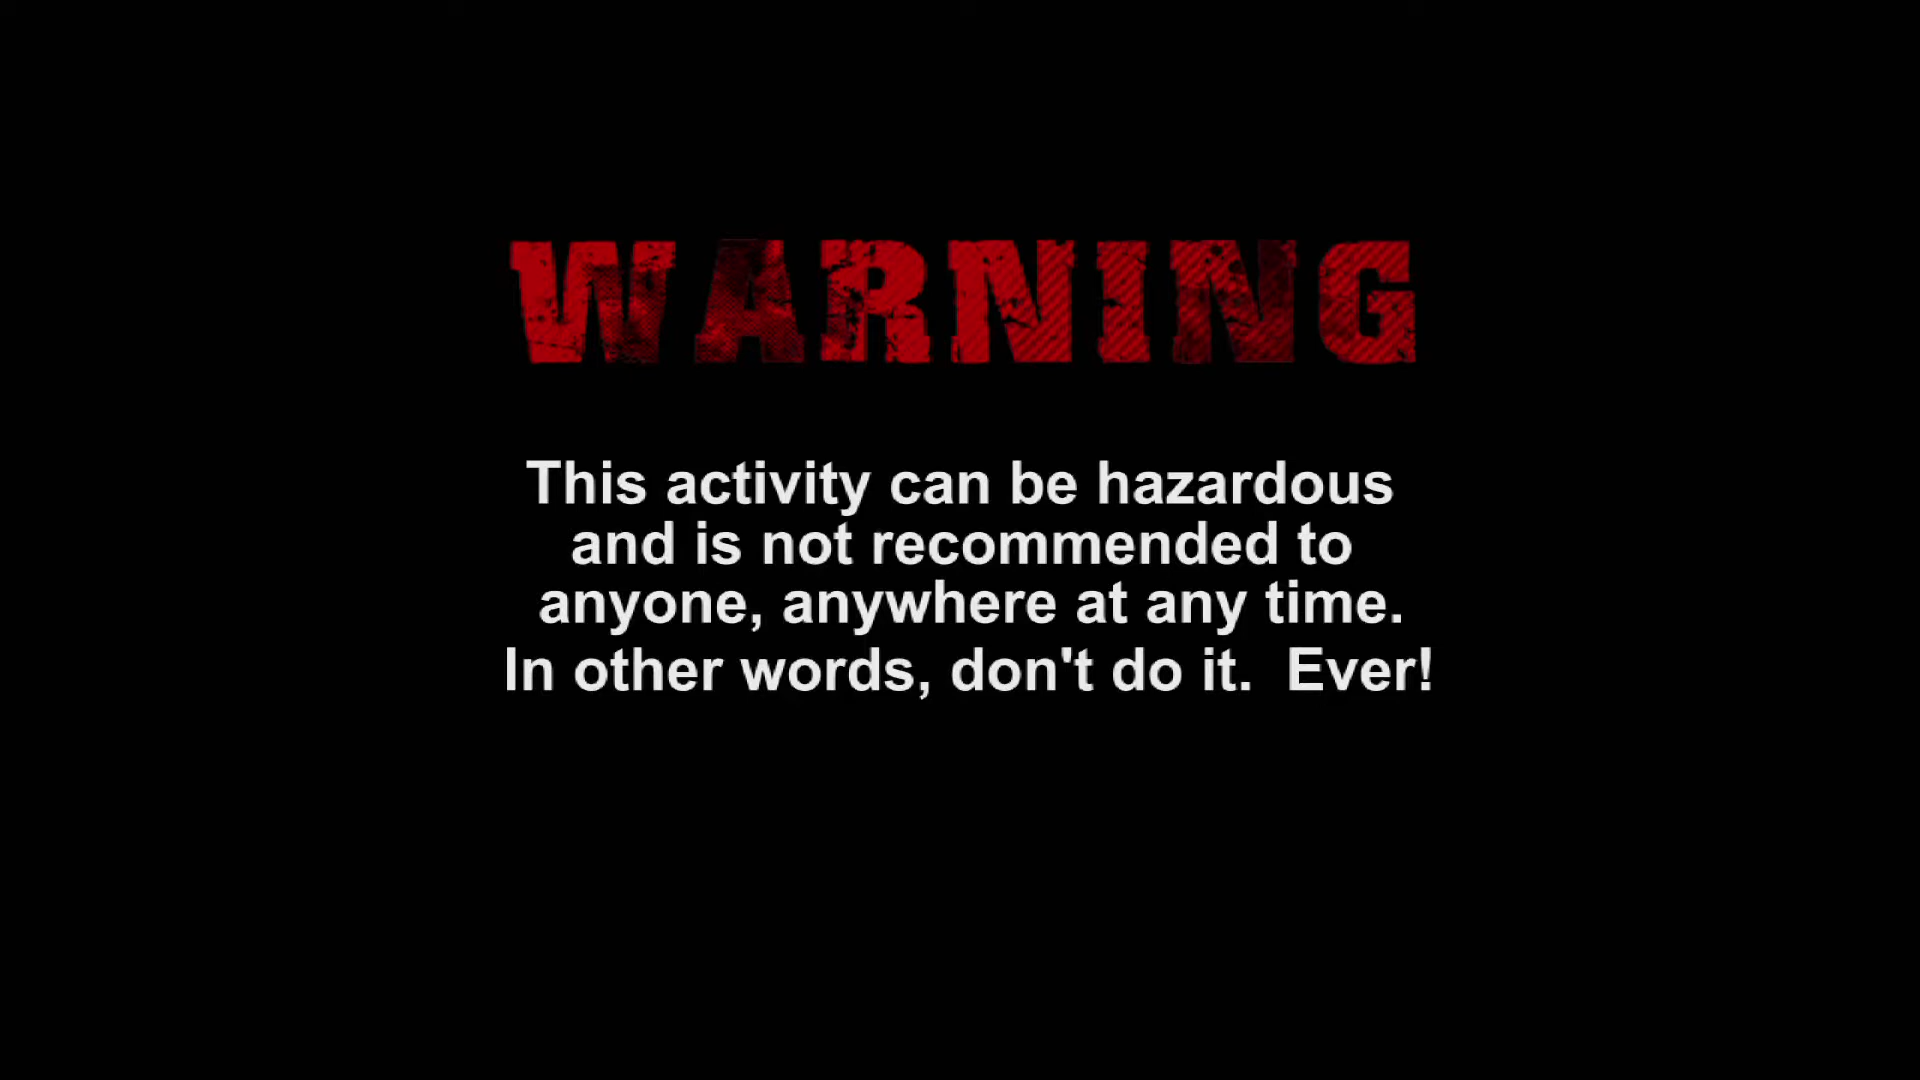 WARNING
This activity can be hazardous
and is not recommended to
anyone, anywhere at any time.
In other words, don't do it.  Ever!